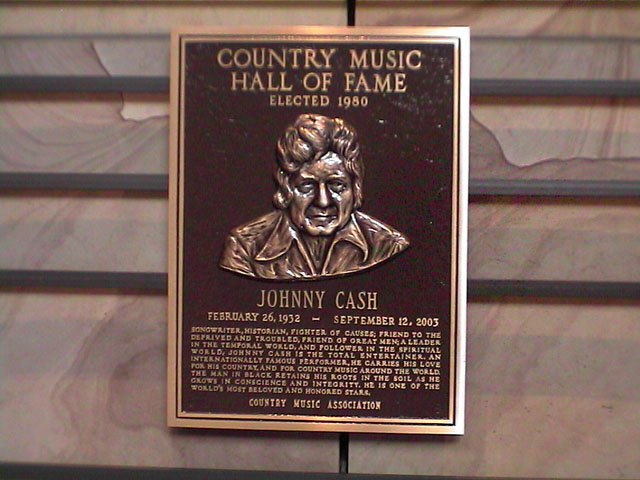 COUNTRY MUSIC
HALL OF FAME
ELECTED 1980
JOHNNY CASH
FEBRUARY 26, 1932 — SEPTEMBER 12, 2003
SONGWRITER, HISTORIAN, FIGHTER OF CAUSES; FRIEND TO THE
DEPRIVED AND TROUBLED, FRIEND OF GREAT MEN; A LEADER
IN THE TEMPORAL WORLD, AND FOLLOWER IN THE SPIRITUAL
WORLD, JOHNNY CASH IS THE TOTAL ENTERTAINER. AN
INTERNATIONALLY FAMOUS PERFORMER, HE CARRIES HIS LOVE
FOR HIS COUNTRY, AND FOR COUNTRY MUSIC AROUND THE WORLD.
THE MAN IN BLACK RETAINS HIS ROOTS IN THE SOIL AS HE
GROWS IN CONSCIENCE AND INTEGRITY. HE IS ONE OF THE
WORLD'S MOST BELOVED AND HONORED STARS.
COUNTRY MUSIC ASSOCIATION